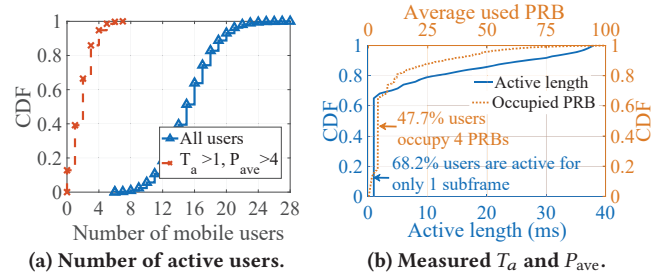 CDF
1
0.8
0.6
0.4
0.2
0
0 4 8 12 16 20 24 28
Number of mobile users
All users
Tₐ>1, Pₐᵥₑ>4
(a) Number of active users.
Average used PRB
0 25 50 75 100
CDF
1
0.8
0.6
0.4
0.2
0
Active length
Occupied PRB
47.7% users
occupy 4 PRBs
68.2% users are active for
only 1 subframe
1
0.8
0.6
0.4
0.2
0
CDF
0 10 20 30 40
Active length (ms)
(b) Measured Tₐ and Pₐᵥₑ.